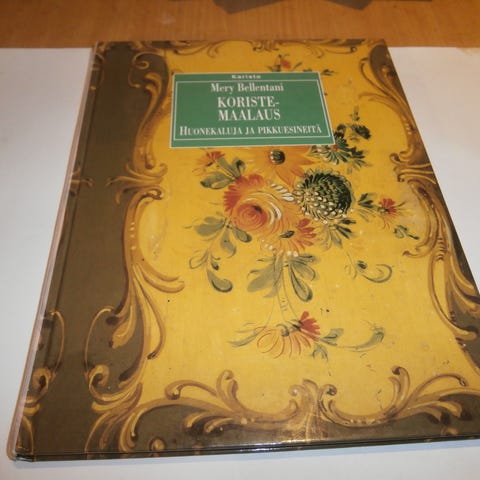 Karisto
Mery Bellentani
KORISTE-
MAALAUS
HUONEKALUJA JA PIKKUESINEITÄ